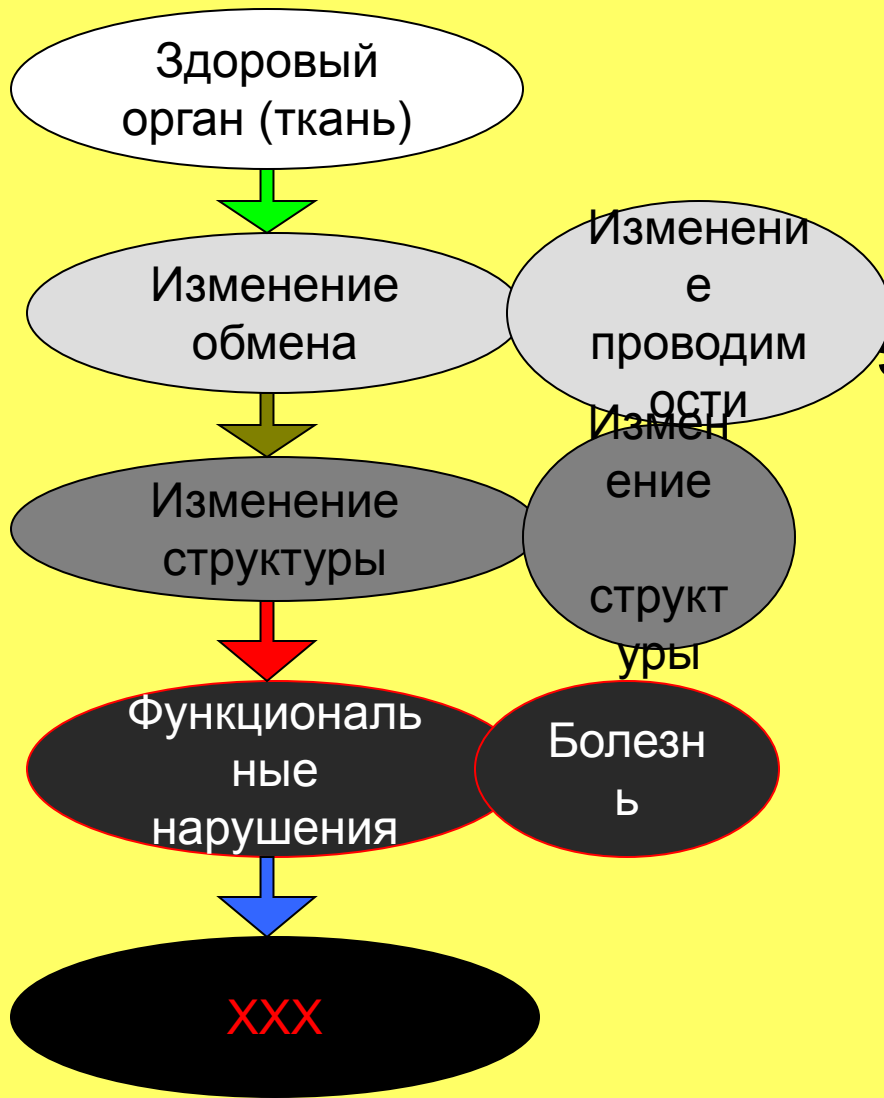 Здоровый
орган (ткань)
Изменение
обмена
Изменени
е
проводим
ости
Изменение
структуры
Измен
ение
структ
уры
Функциональ
ные
нарушения
Болезн
ь
XXX